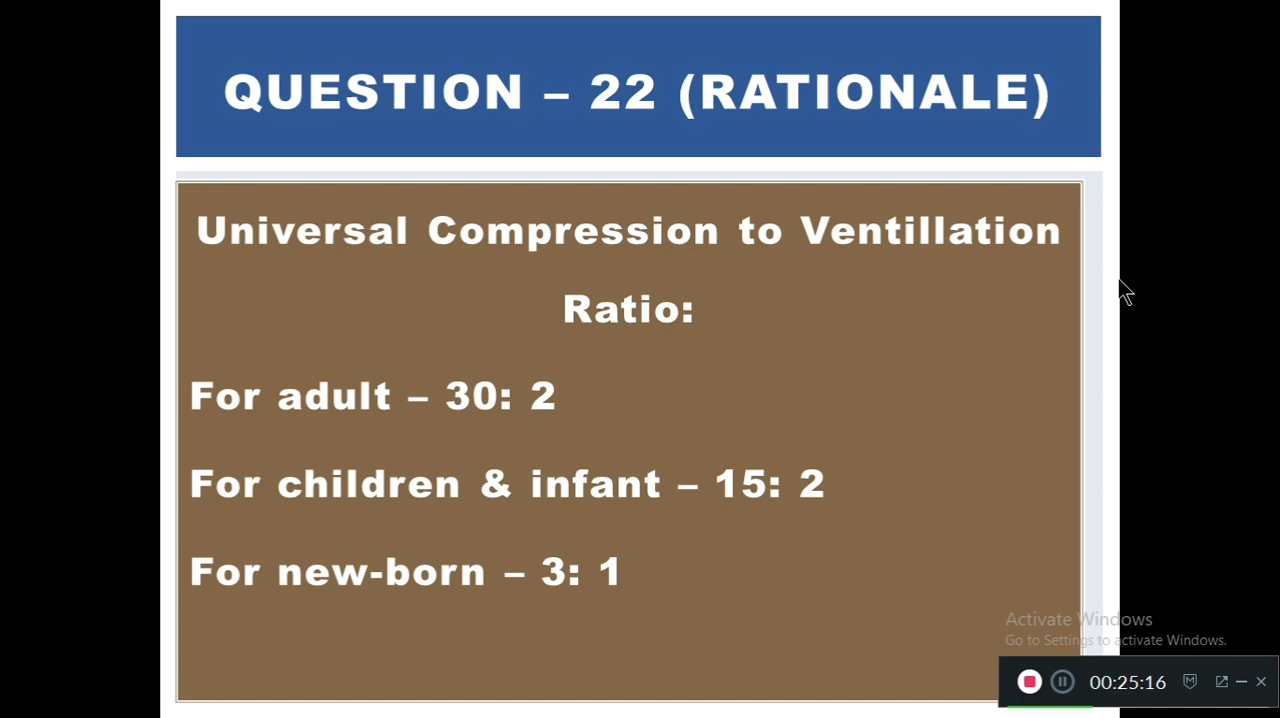 QUESTION – 22 (RATIONALE)
Universal Compression to Ventillation
Ratio:
For adult – 30: 2
For children & infant – 15: 2
For new-born – 3: 1
Activate Windows
Go to Settings to activate Windows.
00:25:16